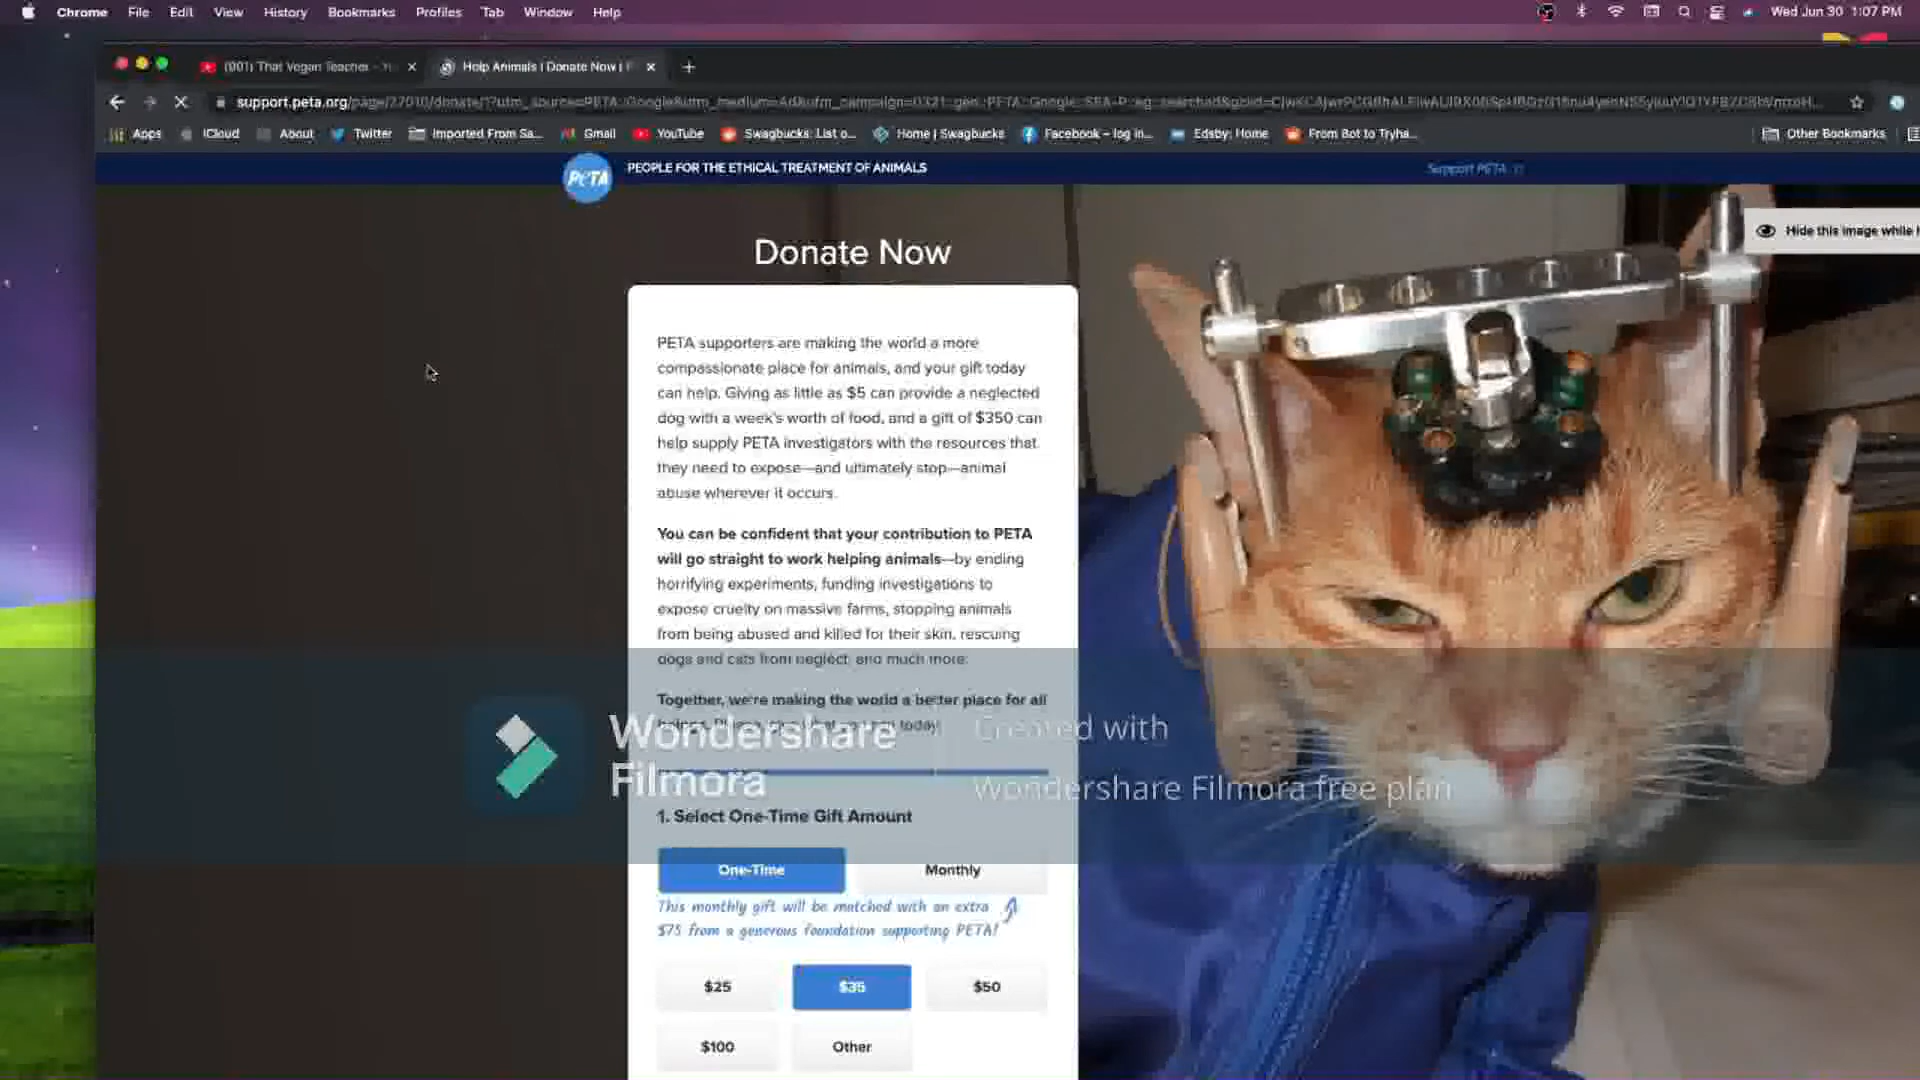 Chrome File Edit View History Bookmarks Profiles Tab Window Help
Wed Jun 30 1:07 PM
(001) That Vegan Teacher -
Help Animals | Donate Now |
support.peta.org
Apps iCloud About Twitter Imported From Sa... Gmail YouTube Swagbucks: List o... Home | Swagbucks Facebook – log in... Edsby: Home From Bot to Tryha... Other Bookmarks
PeTA
PEOPLE FOR THE ETHICAL TREATMENT OF ANIMALS
Support PETA
Hide this image while
Donate Now
PETA supporters are making the world a more
compassionate place for animals, and your gift today
can help. Giving as little as $5 can provide a neglected
dog with a week's worth of food, and a gift of $350 can
help supply PETA investigators with the resources that
they need to expose—and ultimately stop—animal
abuse wherever it occurs.
You can be confident that your contribution to PETA
will go straight to work helping animals—by ending
horrifying experiments, funding investigations to
expose cruelty on massive farms, stopping animals
from being abused and killed for their skin, rescuing
dogs and cats from neglect, and much more.
Together, we're making the world a better place for all
today.
Wondershare
Filmora
Created with
Wondershare Filmora free plan
1. Select One-Time Gift Amount
One-Time
Monthly
This monthly gift will be matched with an extra
$75 from a generous foundation supporting PETA!
$25
$35
$50
$100
Other